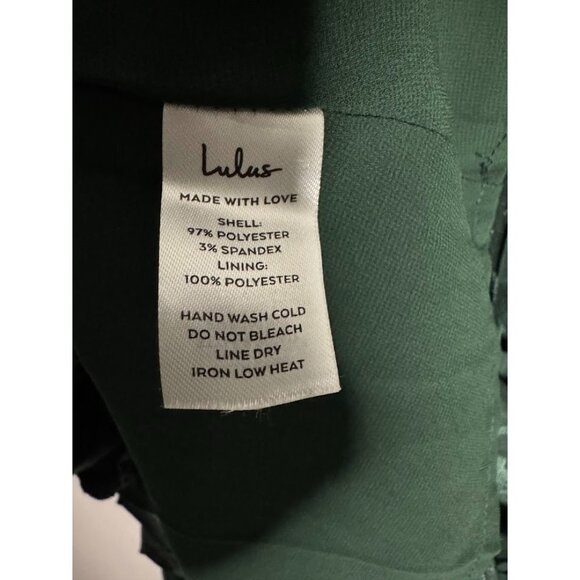 Lulus
MADE WITH LOVE
SHELL:
97% POLYESTER
3% SPANDEX
LINING:
100% POLYESTER
HAND WASH COLD
DO NOT BLEACH
LINE DRY
IRON LOW HEAT